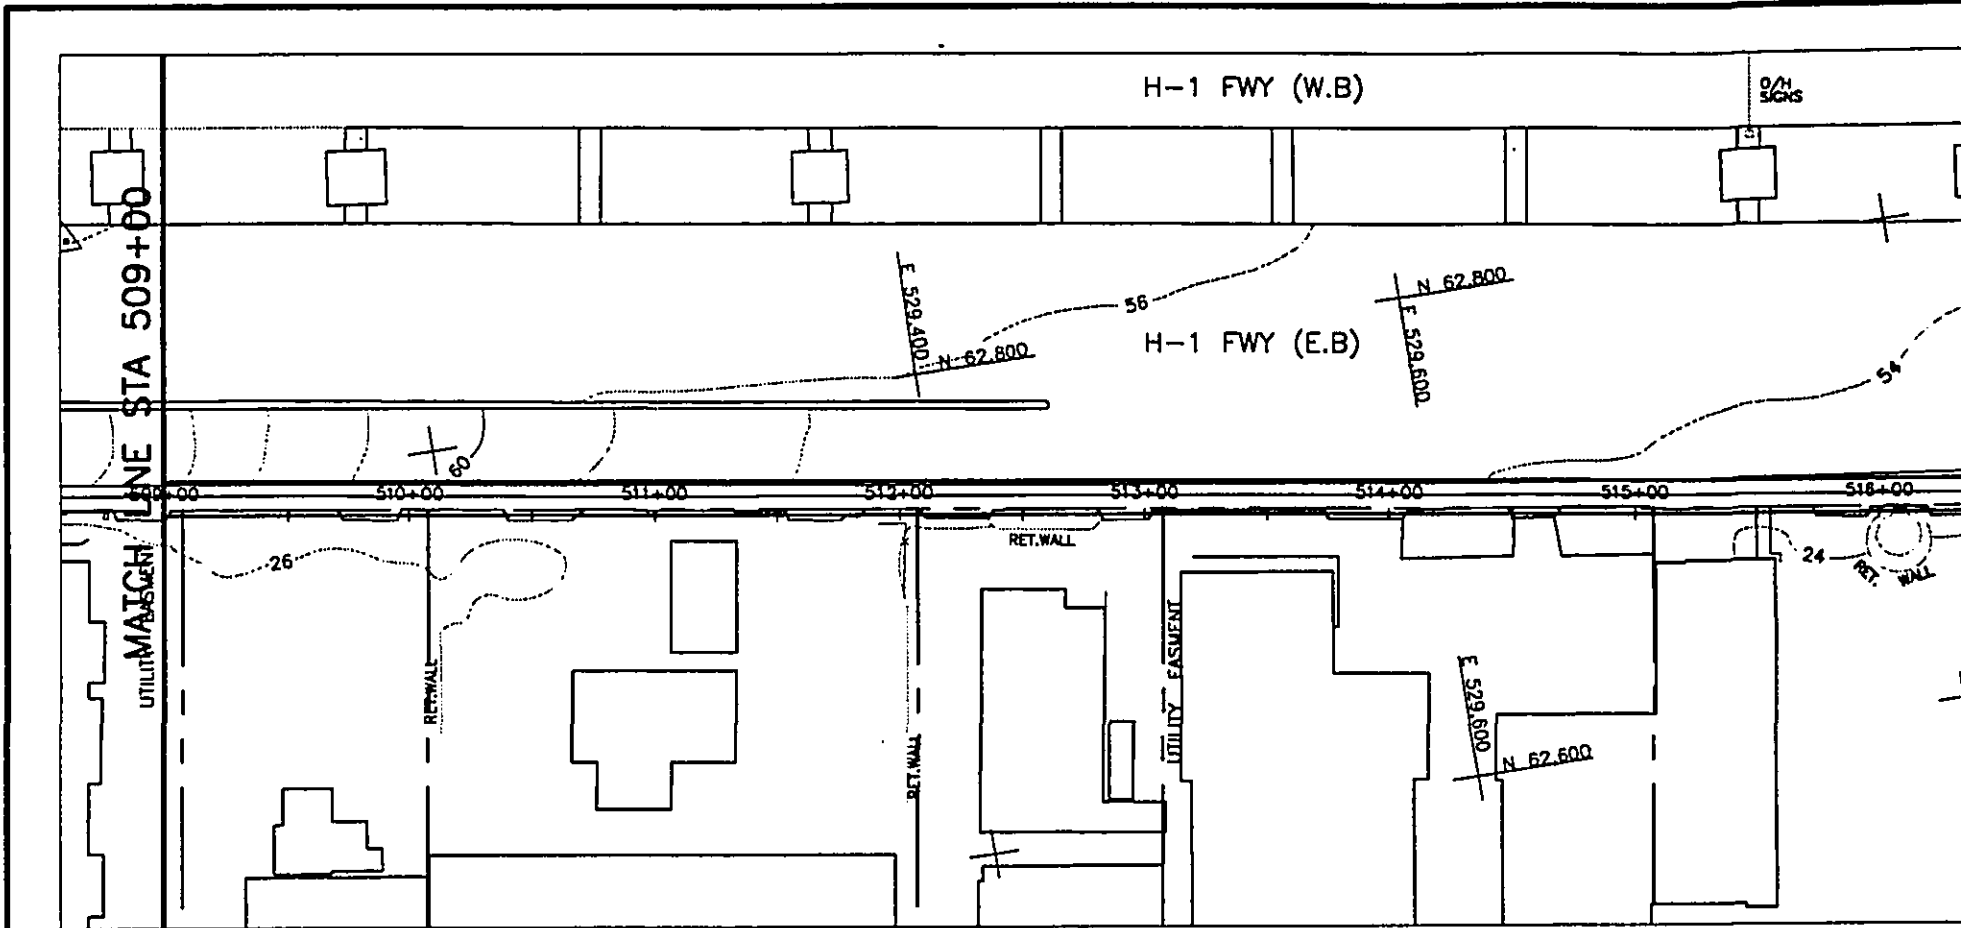 H-1 FWY (W.B)
O/H
SIGNS
MATCH LINE STA 509+00
E 529,400
N 62,800
56
H-1 FWY (E.B)
N 62,800
E 529,600
54
60
509+00 510+00 511+00 512+00 513+00 514+00 515+00 516+00
UTILITY EASMENT
26
RET.WALL
RET.WALL
RET.WALL
UTILITY EASMENT
24
RET. WALL
E 529,600
N 62,600